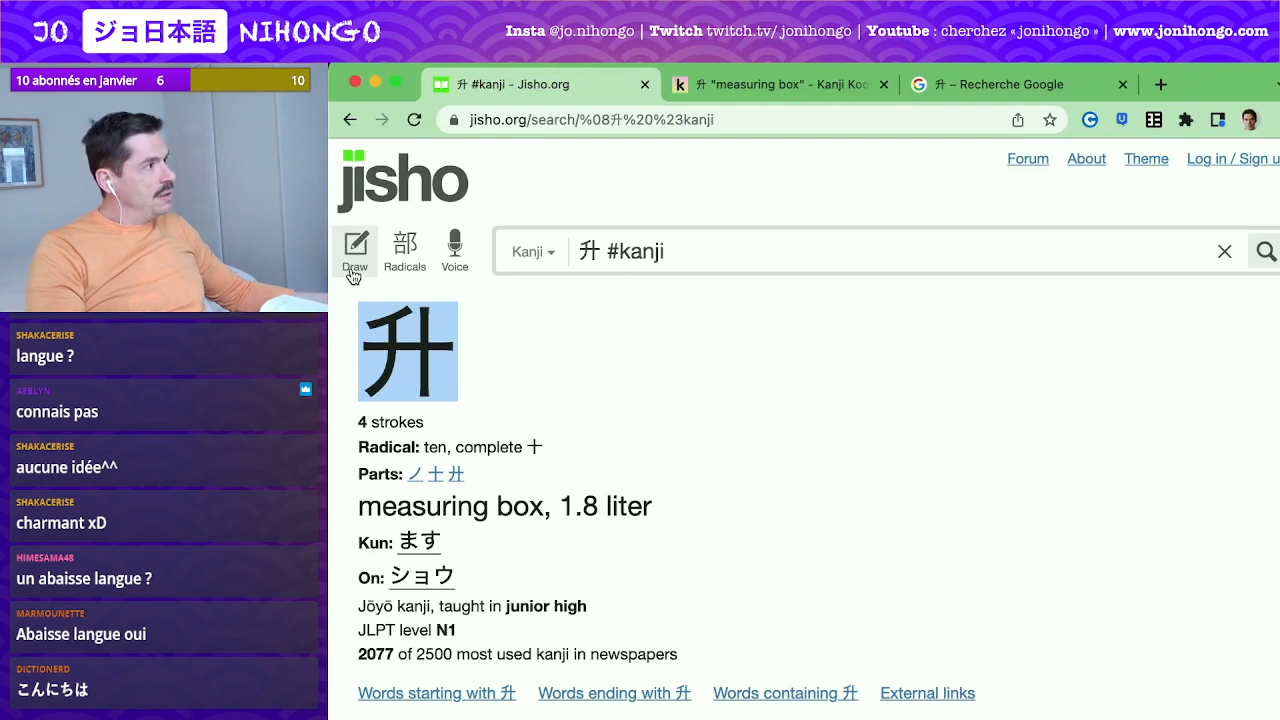 JO ジョ日本語 NIHONGO
Insta @jo.nihongo | Twitch twitch.tv/ jonihongo | Youtube : cherchez « jonihongo » | www.jonihongo.com
10 abonnés en janvier 6 10
升 #kanji - Jisho.org
升 "measuring box" - Kanji Koo
升 – Recherche Google
jisho.org/search/%08升%20%23kanji
jisho
Forum About Theme Log in / Sign u
Draw
部 Radicals
Voice
Kanji 升 #kanji
升
4 strokes
Radical: ten, complete 十
Parts: ノ 土 廾
measuring box, 1.8 liter
Kun: ます
On: ショウ
Jōyō kanji, taught in junior high
JLPT level N1
2077 of 2500 most used kanji in newspapers
Words starting with 升 Words ending with 升 Words containing 升 External links
SHAKACERISE
langue ?
AEBLYN
connais pas
SHAKACERISE
aucune idée^^
SHAKACERISE
charmant xD
HIMESAMA48
un abaisse langue ?
MARMOUNETTE
Abaisse langue oui
DICTIONERD
こんにちは